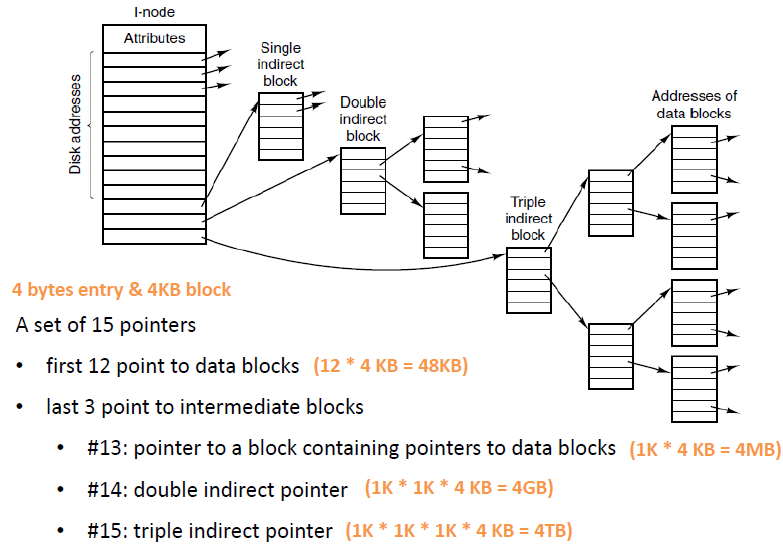 I-node
Attributes
Disk addresses
Single
indirect
block
Double
indirect
block
Triple
indirect
block
Addresses of
data blocks
4 bytes entry & 4KB block
A set of 15 pointers
• first 12 point to data blocks (12 * 4 KB = 48KB)
• last 3 point to intermediate blocks
• #13: pointer to a block containing pointers to data blocks (1K * 4 KB = 4MB)
• #14: double indirect pointer (1K * 1K * 4 KB = 4GB)
• #15: triple indirect pointer (1K * 1K * 1K * 4 KB = 4TB)